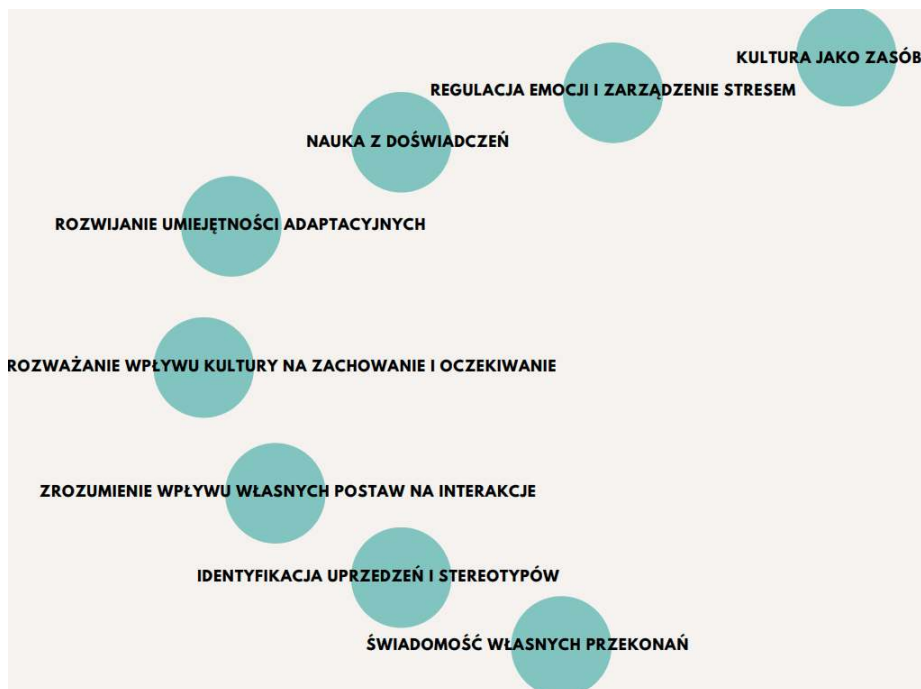 KULTURA JAKO ZASÓB
REGULACJA EMOCJI I ZARZĄDZENIE STRESEM
NAUKA Z DOŚWIADCZEŃ
ROZWIJANIE UMIEJĘTNOŚCI ADAPTACYJNYCH
ROZWAŻANIE WPŁYWU KULTURY NA ZACHOWANIE I OCZEKIWANIE
ZROZUMIENIE WPŁYWU WŁASNYCH POSTAW NA INTERAKCJE
IDENTYFIKACJA UPRZEDZEŃ I STEREOTYPÓW
ŚWIADOMOŚĆ WŁASNYCH PRZEKONAŃ